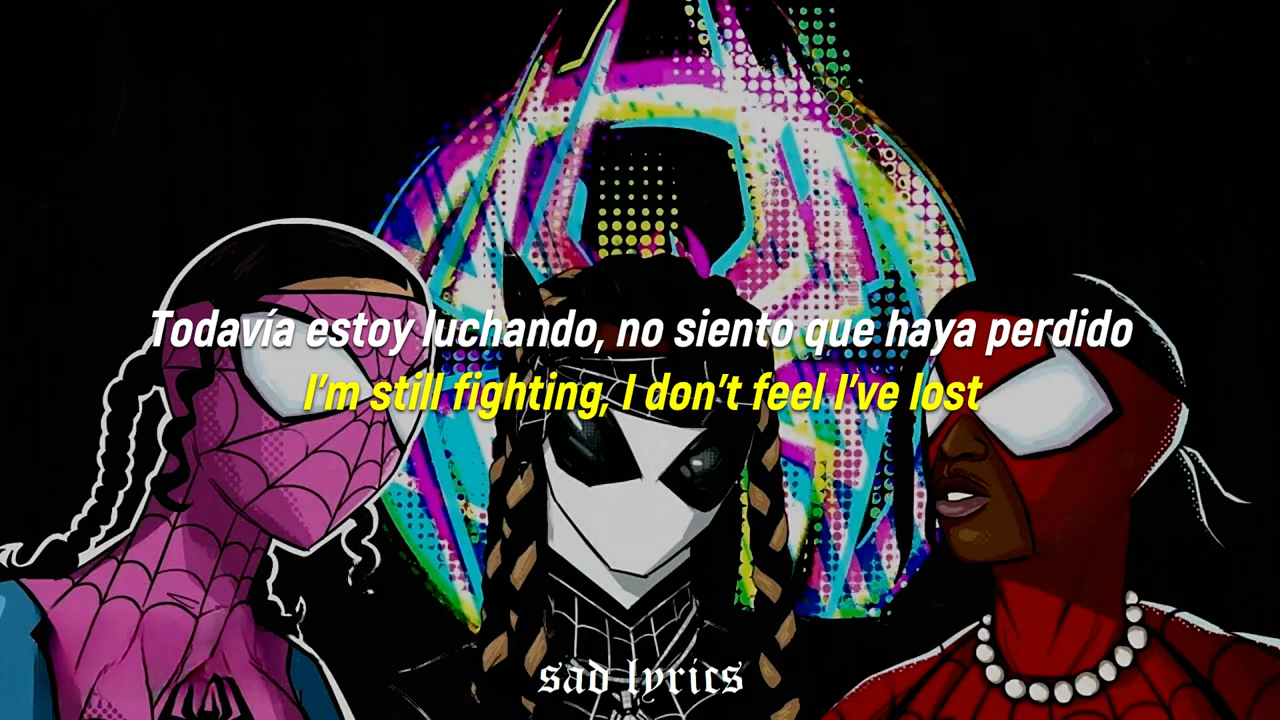 Todavía estoy luchando, no siento que haya perdido
I’m still fighting, I don’t feel I’ve lost
sad lyrics